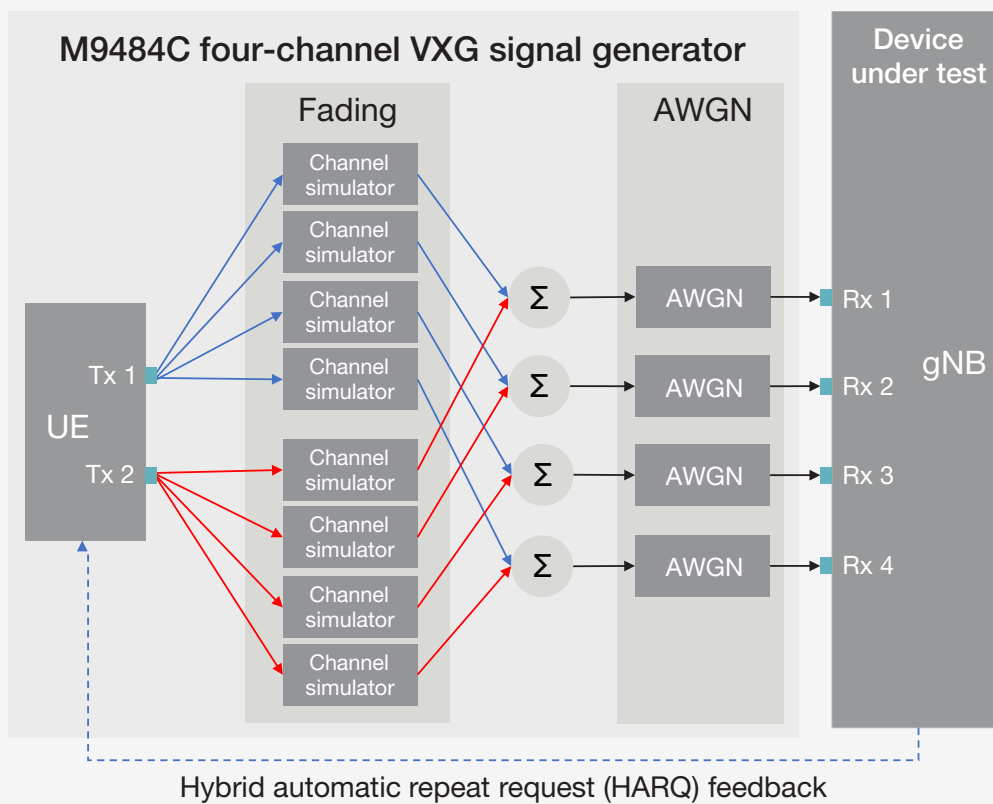 M9484C four-channel VXG signal generator
Device
under test
Fading
AWGN
Channel
simulator
Channel
simulator
Channel
simulator
Channel
simulator
Channel
simulator
Channel
simulator
Channel
simulator
Channel
simulator
UE
Tx 1
Tx 2
Σ
Σ
Σ
Σ
AWGN
AWGN
AWGN
AWGN
Rx 1
Rx 2
Rx 3
Rx 4
gNB
Hybrid automatic repeat request (HARQ) feedback